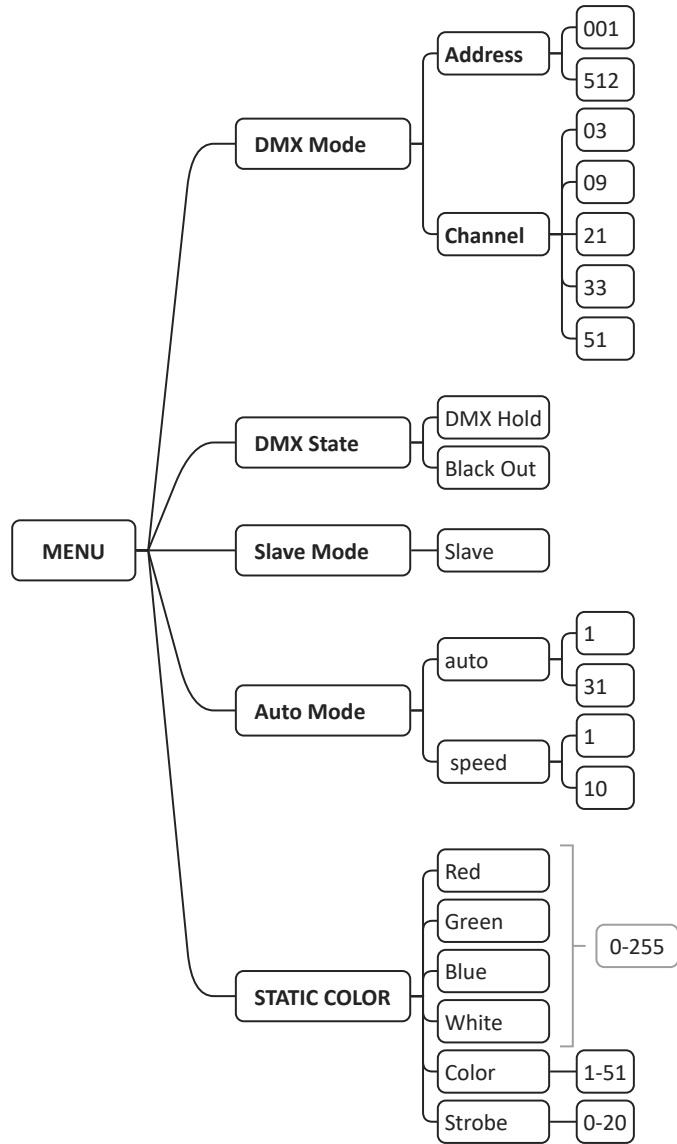 MENU
DMX Mode
Address
001
512
Channel
03
09
21
33
51
DMX State
DMX Hold
Black Out
Slave Mode
Slave
Auto Mode
auto
1
31
speed
1
10
STATIC COLOR
Red
Green
Blue
White
0-255
Color
1-51
Strobe
0-20